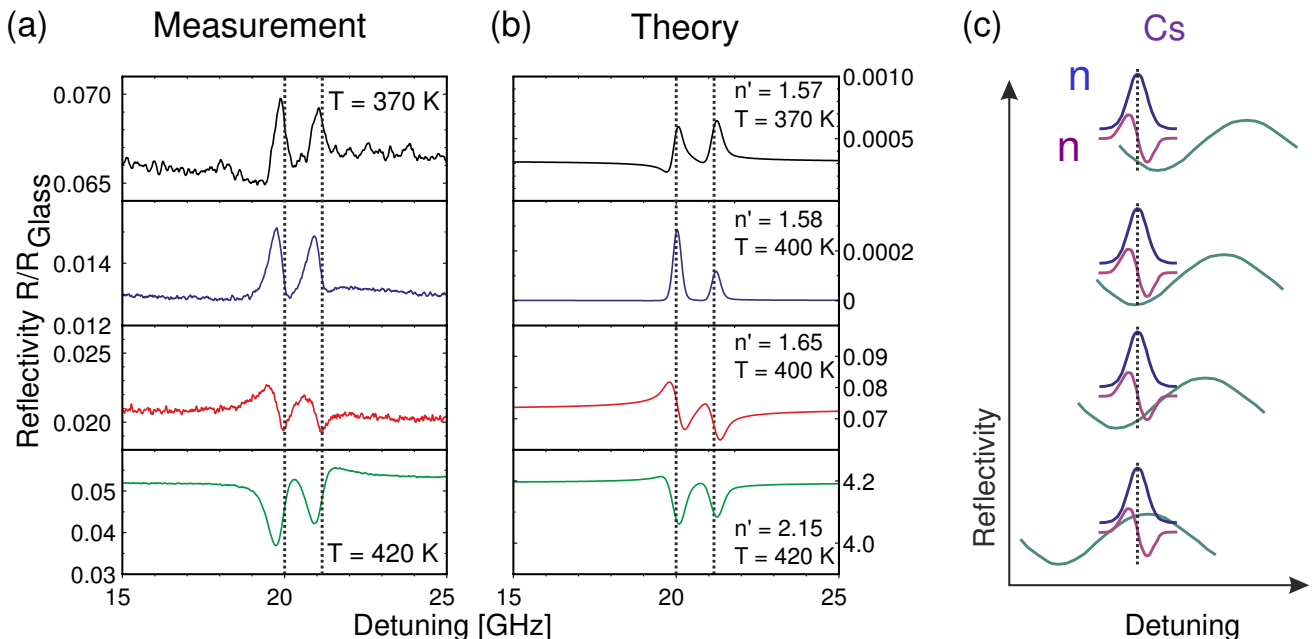 (a) Measurement
Reflectivity R/R Glass
0.070
0.065
T = 370 K
0.014
0.012
0.025
0.020
0.05
0.04
0.03
T = 420 K
15 20 25
(b) Theory
n' = 1.57
T = 370 K
0.0010
0.0005
n' = 1.58
T = 400 K
0.0002
0
n' = 1.65
T = 400 K
0.09
0.08
0.07
n' = 2.15
T = 420 K
4.2
4.0
15 20 25
Detuning [GHz]
(c) Cs
n
n
Reflectivity
Detuning